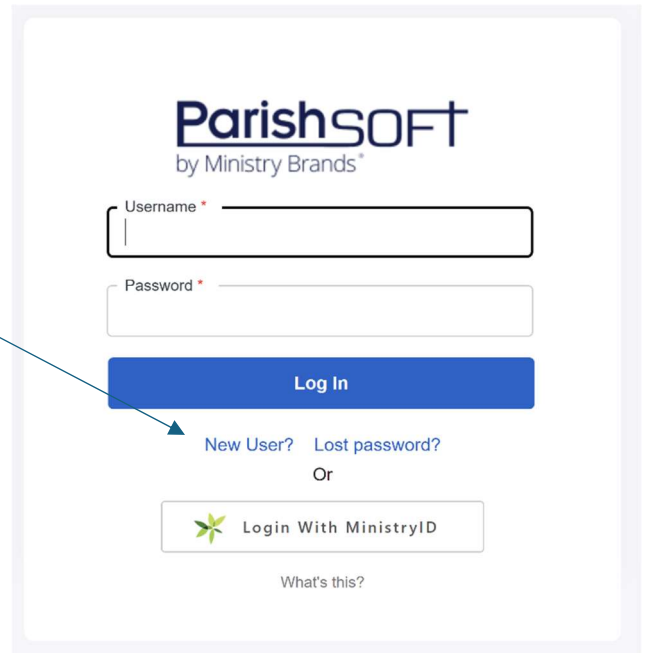 ParishSOFT
by Ministry Brands®
Username *
Password *
Log In
New User? Lost password?
Or
Login With MinistryID
What's this?